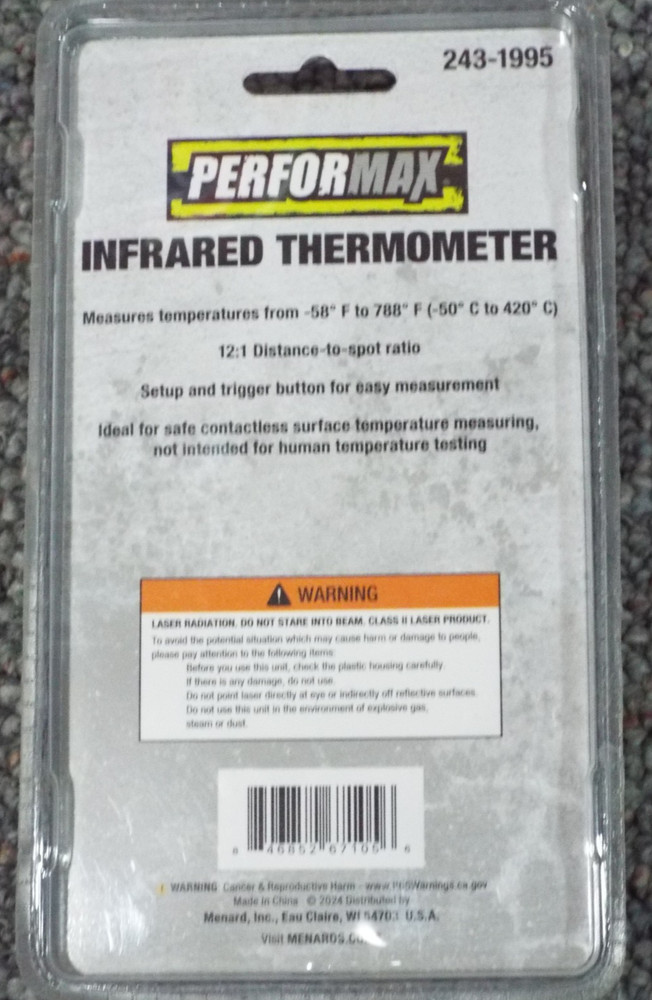 243-1995
PERFORMAX
INFRARED THERMOMETER
Measures temperatures from -58° F to 788° F (-50° C to 420° C)
12:1 Distance-to-spot ratio
Setup and trigger button for easy measurement
Ideal for safe contactless surface temperature measuring,
not intended for human temperature testing
WARNING
LASER RADIATION. DO NOT STARE INTO BEAM. CLASS II LASER PRODUCT.
To avoid the potential situation which may cause harm or damage to people,
please pay attention to the following items:
Before you use this unit, check the plastic housing carefully.
If there is any damage, do not use.
Do not point laser directly at eye or indirectly off reflective surfaces.
Do not use this unit in the environment of explosive gas,
steam or dust.
46852 67105 6
WARNING Cancer & Reproductive Harm - www.P65Warnings.ca.gov
Made in China © 2024 Distributed by
Menard, Inc., Eau Claire, WI 54703 U.S.A.
Visit